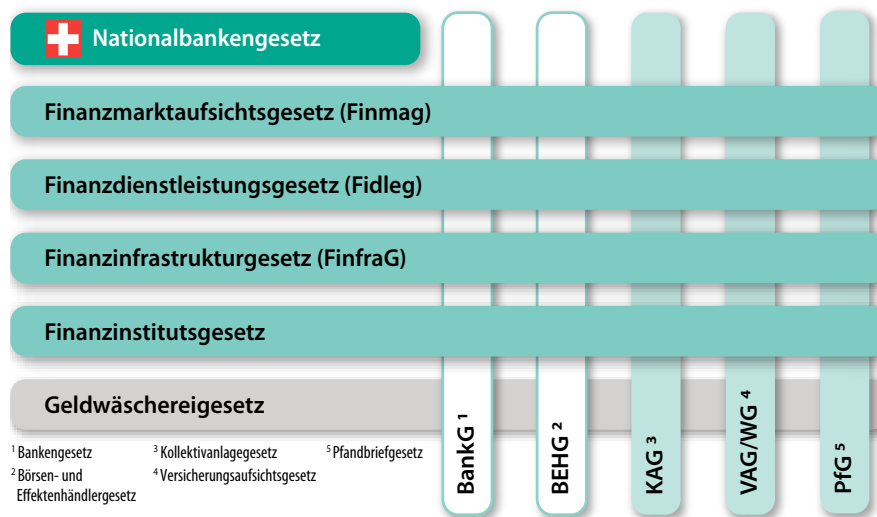 Nationalbankengesetz
Finanzmarktaufsichtsgesetz (Finmag)
Finanzdienstleistungsgesetz (Fidleg)
Finanzinfrastrukturgesetz (FinfraG)
Finanzinstitutsgesetz
Geldwäschereigesetz
BankG ¹
BEHG ²
KAG ³
VAG/WG ⁴
PfG ⁵
¹ Bankengesetz
² Börsen- und
Effektenhändlergesetz
³ Kollektivanlagegesetz
⁴ Versicherungsaufsichtsgesetz
⁵ Pfandbriefgesetz